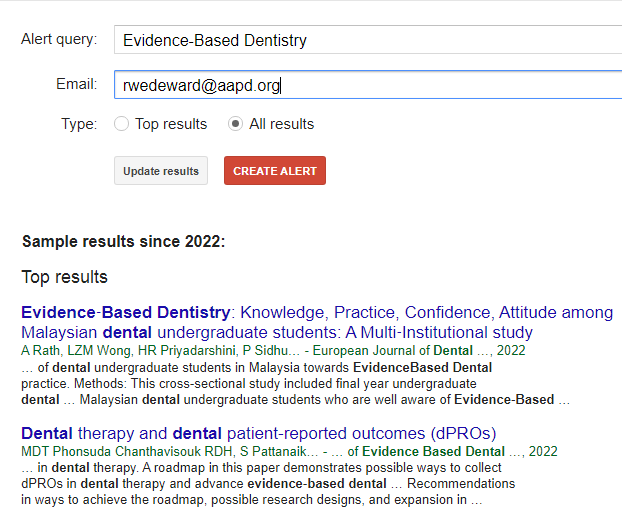 Alert query: Evidence-Based Dentistry
Email: rwedeward@aapd.org
Type: Top results All results
Update results CREATE ALERT
Sample results since 2022:
Top results
Evidence-Based Dentistry: Knowledge, Practice, Confidence, Attitude among
Malaysian dental undergraduate students: A Multi-Institutional study
A Rath, LZM Wong, HR Priyadarshini, P Sidhu... - European Journal of Dental ..., 2022
... of dental undergraduate students in Malaysia towards EvidenceBased Dental
practice. Methods: This cross-sectional study included final year undergraduate
dental ... Malaysian dental undergraduate students who are well aware of Evidence-Based ...
Dental therapy and dental patient-reported outcomes (dPROs)
MDT Phonsuda Chanthavisouk RDH, S Pattanaik... - ... of Evidence Based Dental ..., 2022
... in dental therapy. A roadmap in this paper demonstrates possible ways to collect
dPROs in dental therapy and advance evidence-based dental ... Recommendations
in ways to achieve the roadmap, possible research designs, and expansion in ...